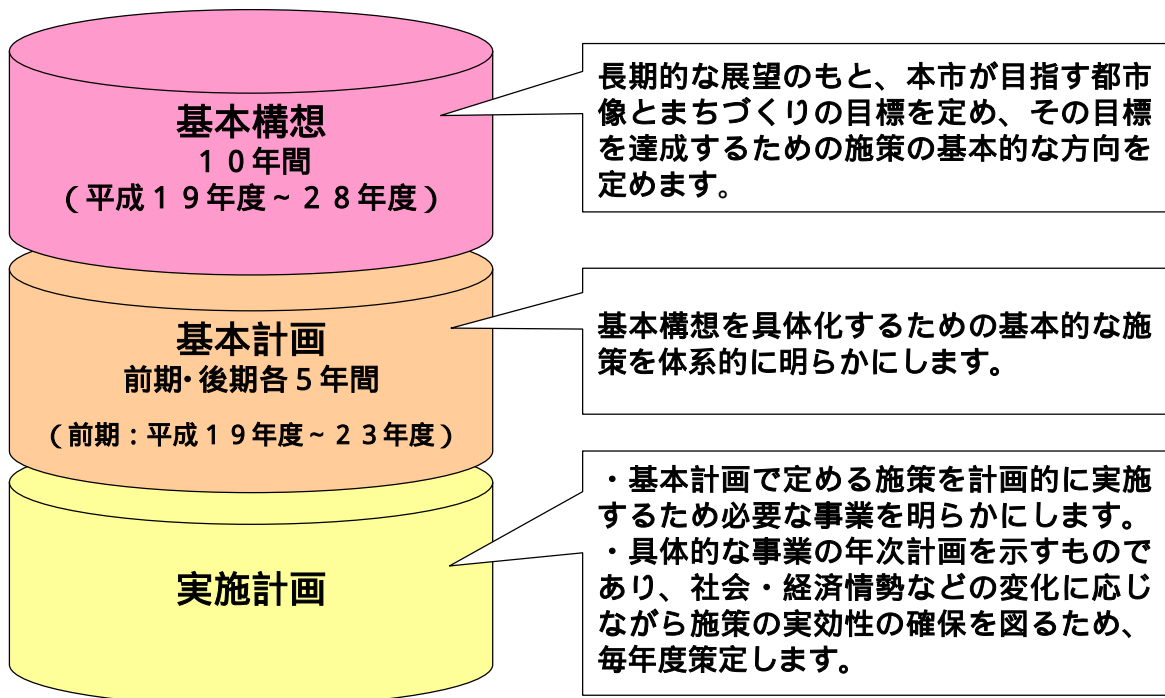 基本構想
１０年間
（平成１９年度～２８年度）
長期的な展望のもと、本市が目指す都市
像とまちづくりの目標を定め、その目標
を達成するための施策の基本的な方向を
定めます。
基本計画
前期・後期各５年間
（前期：平成１９年度～２３年度）
基本構想を具体化するための基本的な施
策を体系的に明らかにします。
実施計画
・基本計画で定める施策を計画的に実施
するため必要な事業を明らかにします。
・具体的な事業の年次計画を示すもので
あり、社会・経済情勢などの変化に応じ
ながら施策の実効性の確保を図るため、
毎年度策定します。